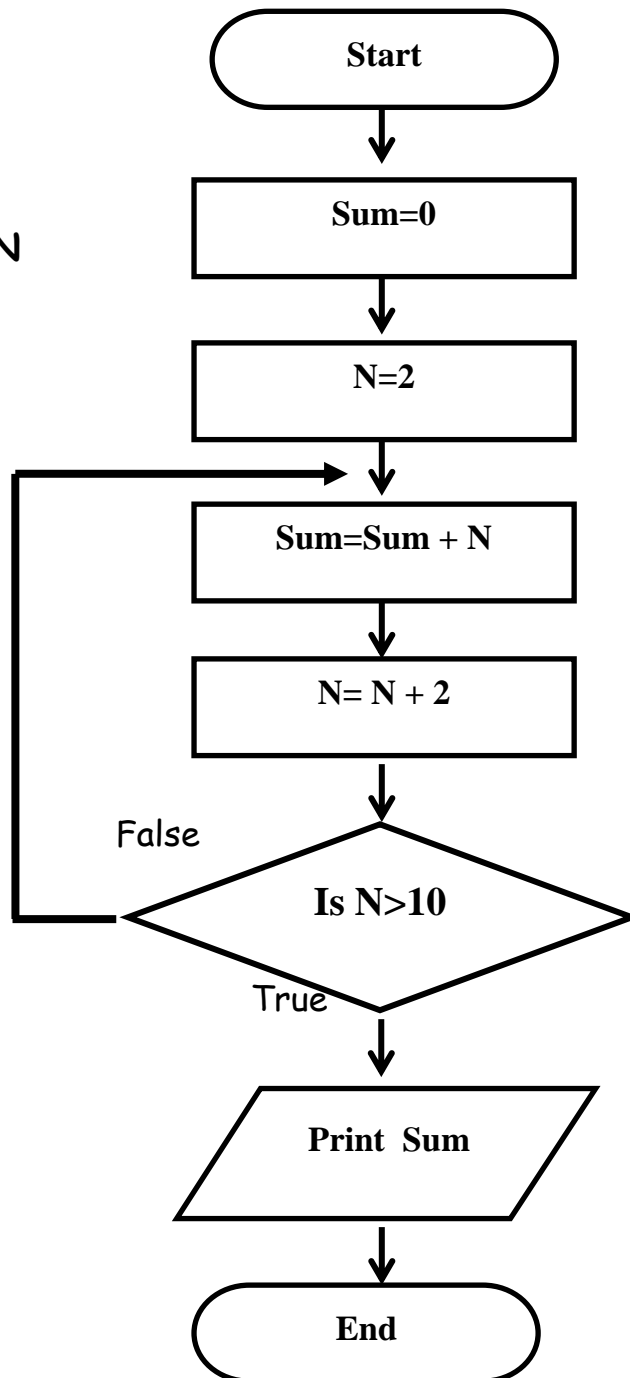 Start
Sum=0
N=2
Sum=Sum + N
N= N + 2
False
Is N>10
True
Print Sum
End